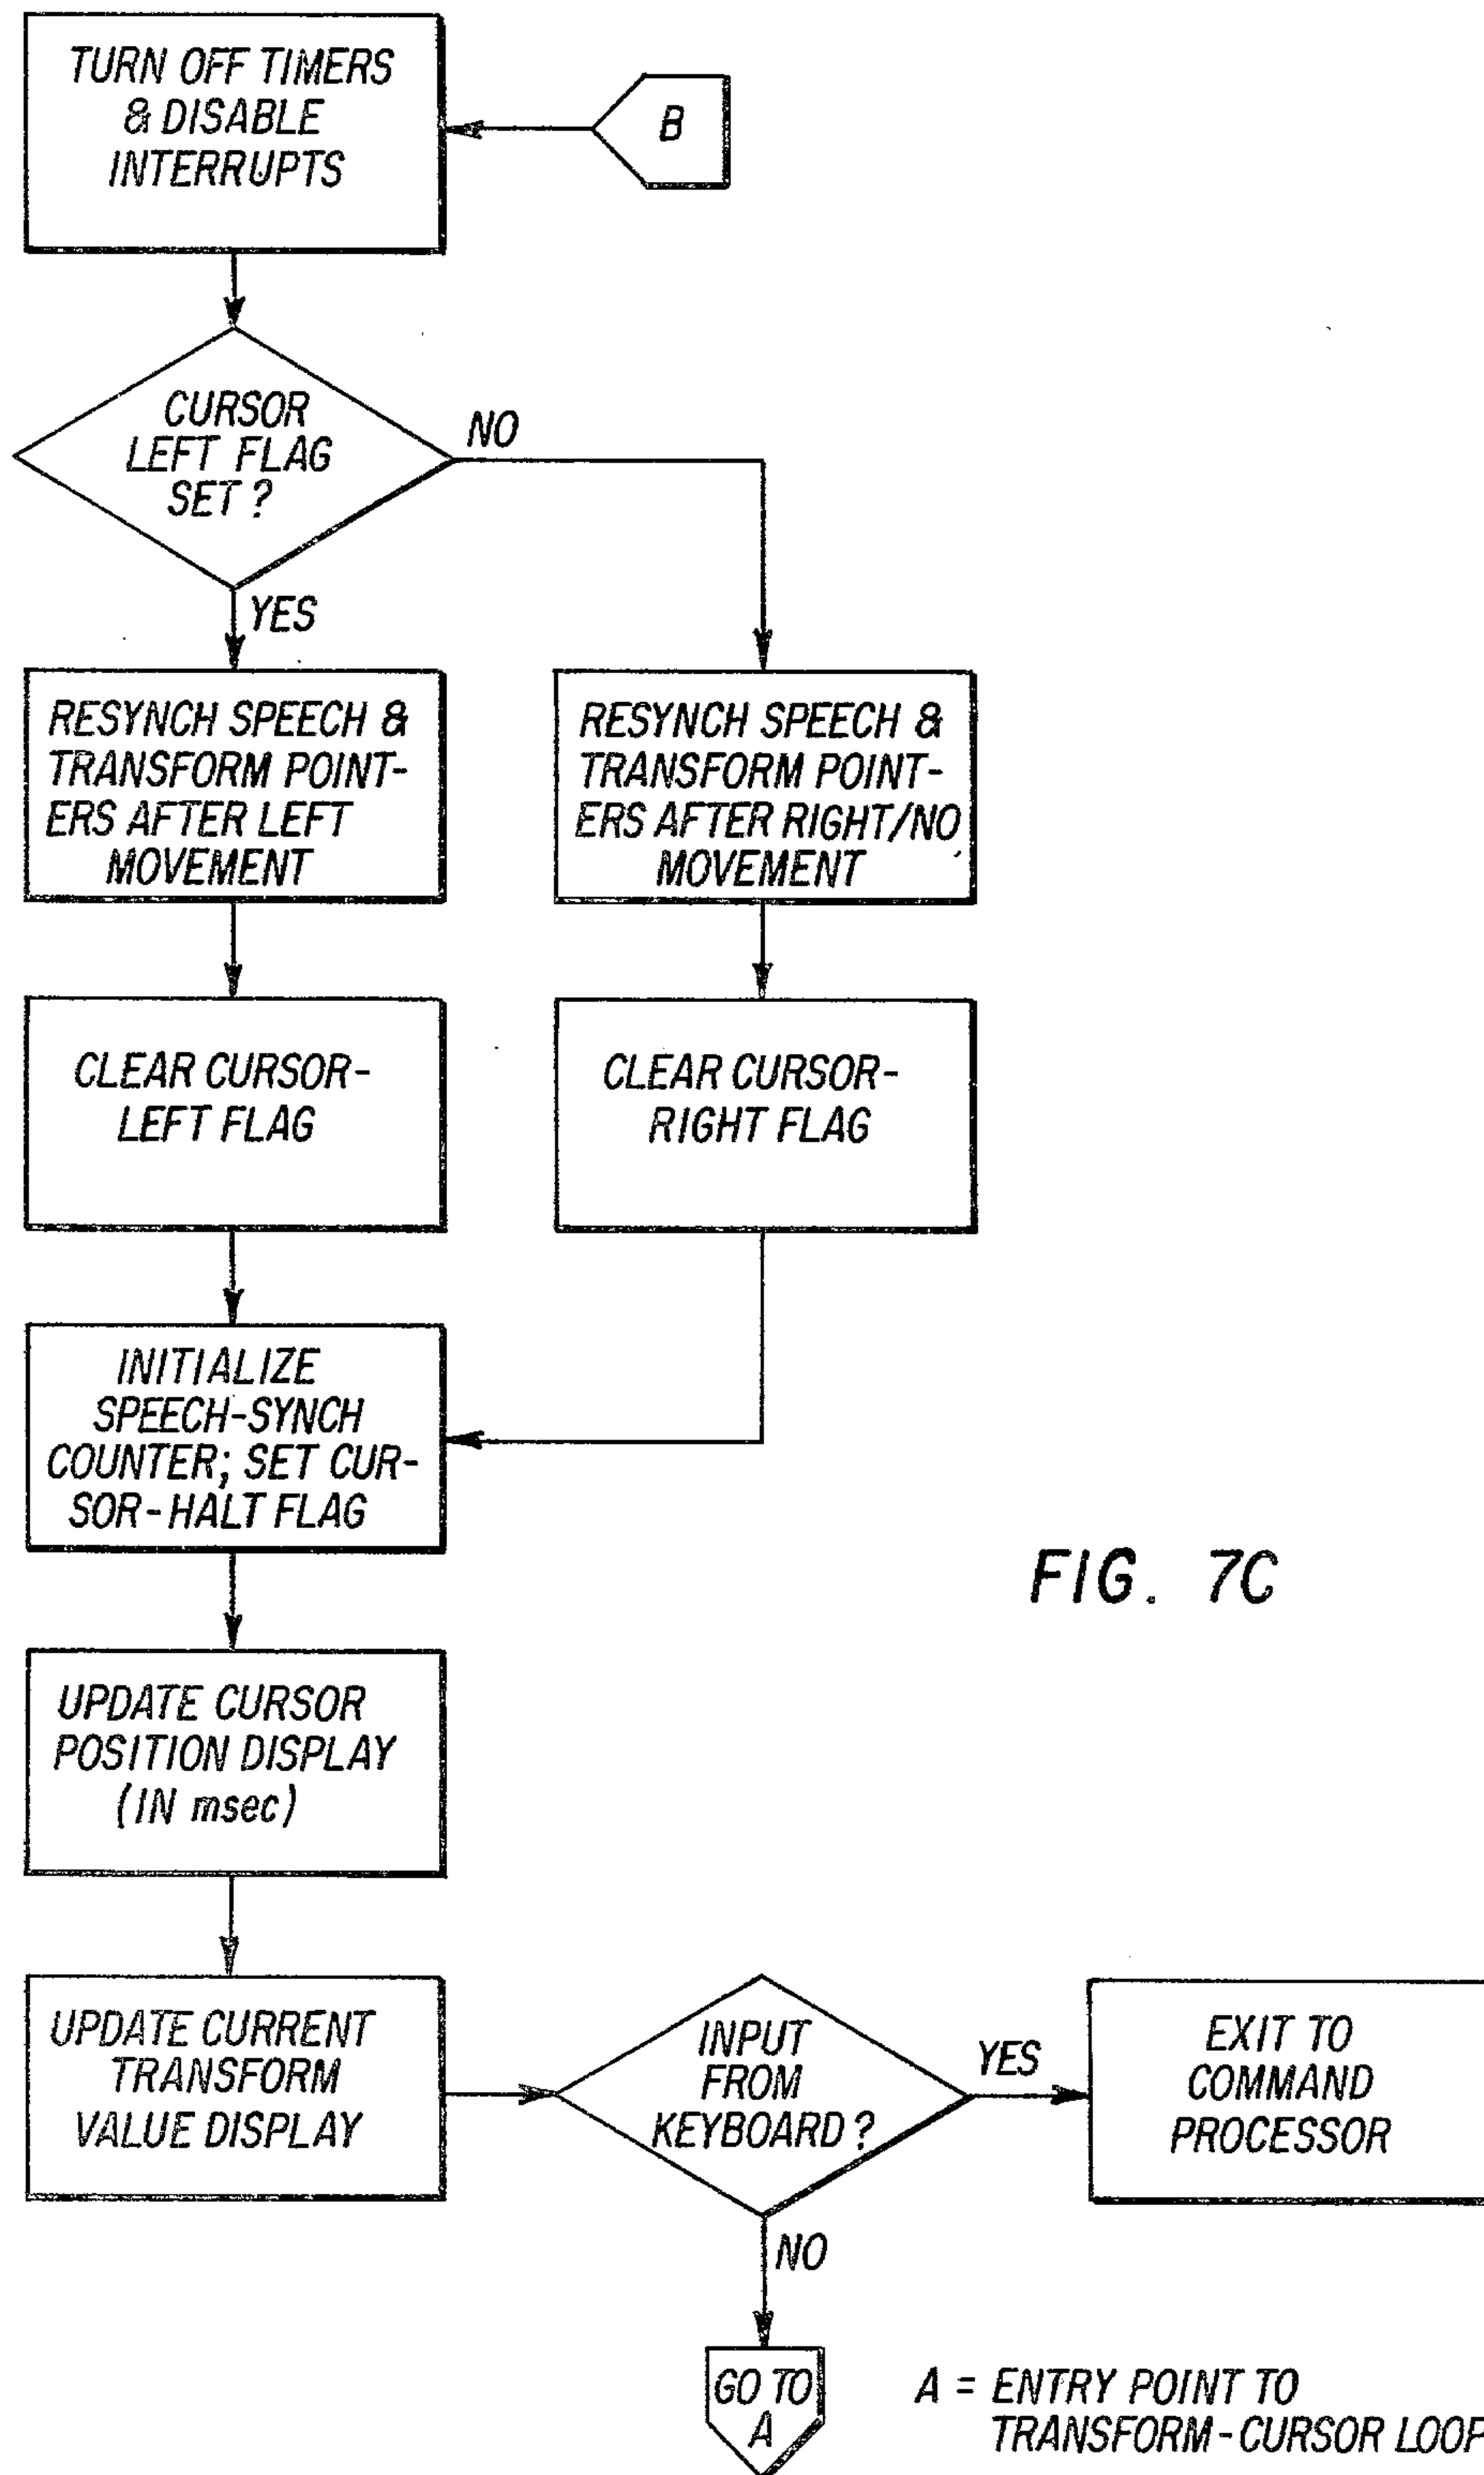 TURN OFF TIMERS
& DISABLE
INTERRUPTS
B
CURSOR
LEFT FLAG
SET ?
NO
YES
RESYNCH SPEECH &
TRANSFORM POINT-
ERS AFTER LEFT
MOVEMENT
RESYNCH SPEECH &
TRANSFORM POINT-
ERS AFTER RIGHT/NO
MOVEMENT
CLEAR CURSOR-
LEFT FLAG
CLEAR CURSOR-
RIGHT FLAG
INITIALIZE
SPEECH-SYNCH
COUNTER; SET CUR-
SOR-HALT FLAG
FIG. 7C
UPDATE CURSOR
POSITION DISPLAY
(IN msec)
UPDATE CURRENT
TRANSFORM
VALUE DISPLAY
INPUT
FROM
KEYBOARD ?
YES
EXIT TO
COMMAND
PROCESSOR
NO
GO TO
A
A = ENTRY POINT TO
TRANSFORM-CURSOR LOOP